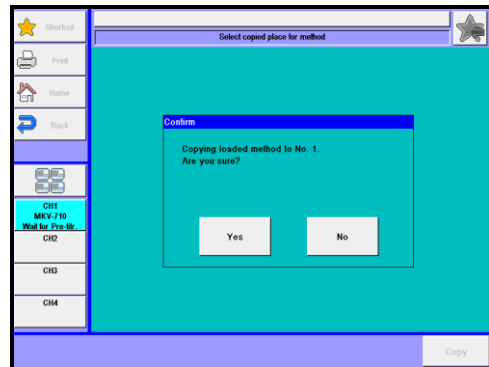 Shortcut
Select copied place for method
Print
Home
Back
Confirm
Copying loaded method to No. 1.
Are you sure?
Yes
No
CH1
MKV-710
Wait for Pre-titr.
CH2
CH3
CH4
Copy